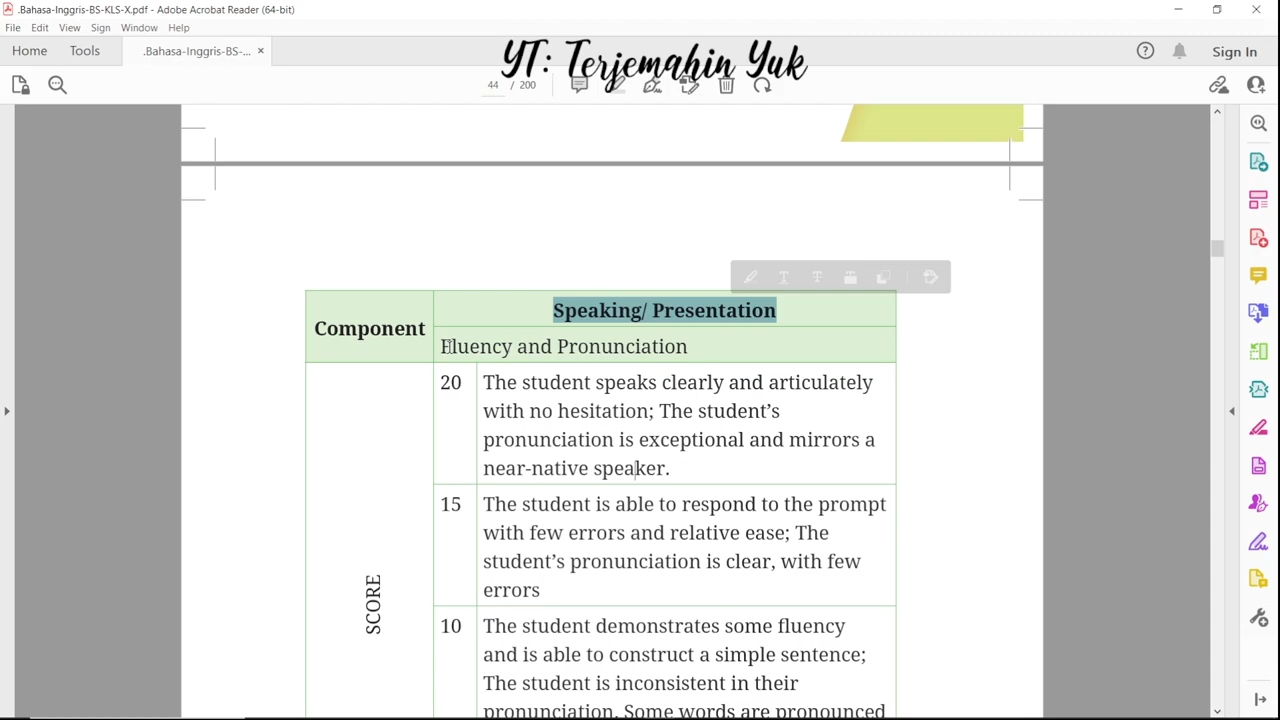 .Bahasa-Inggris-BS-KLS-X.pdf - Adobe Acrobat Reader (64-bit)
File Edit View Sign Window Help
Home Tools .Bahasa-Inggris-BS-... × Sign In
YT: Terjemahin Yuk
44 / 200
Component
Speaking/ Presentation
Fluency and Pronunciation
SCORE
20 The student speaks clearly and articulately
with no hesitation; The student’s
pronunciation is exceptional and mirrors a
near-native speaker.
15 The student is able to respond to the prompt
with few errors and relative ease; The
student’s pronunciation is clear, with few
errors
10 The student demonstrates some fluency
and is able to construct a simple sentence;
The student is inconsistent in their
pronunciation. Some words are pronounced